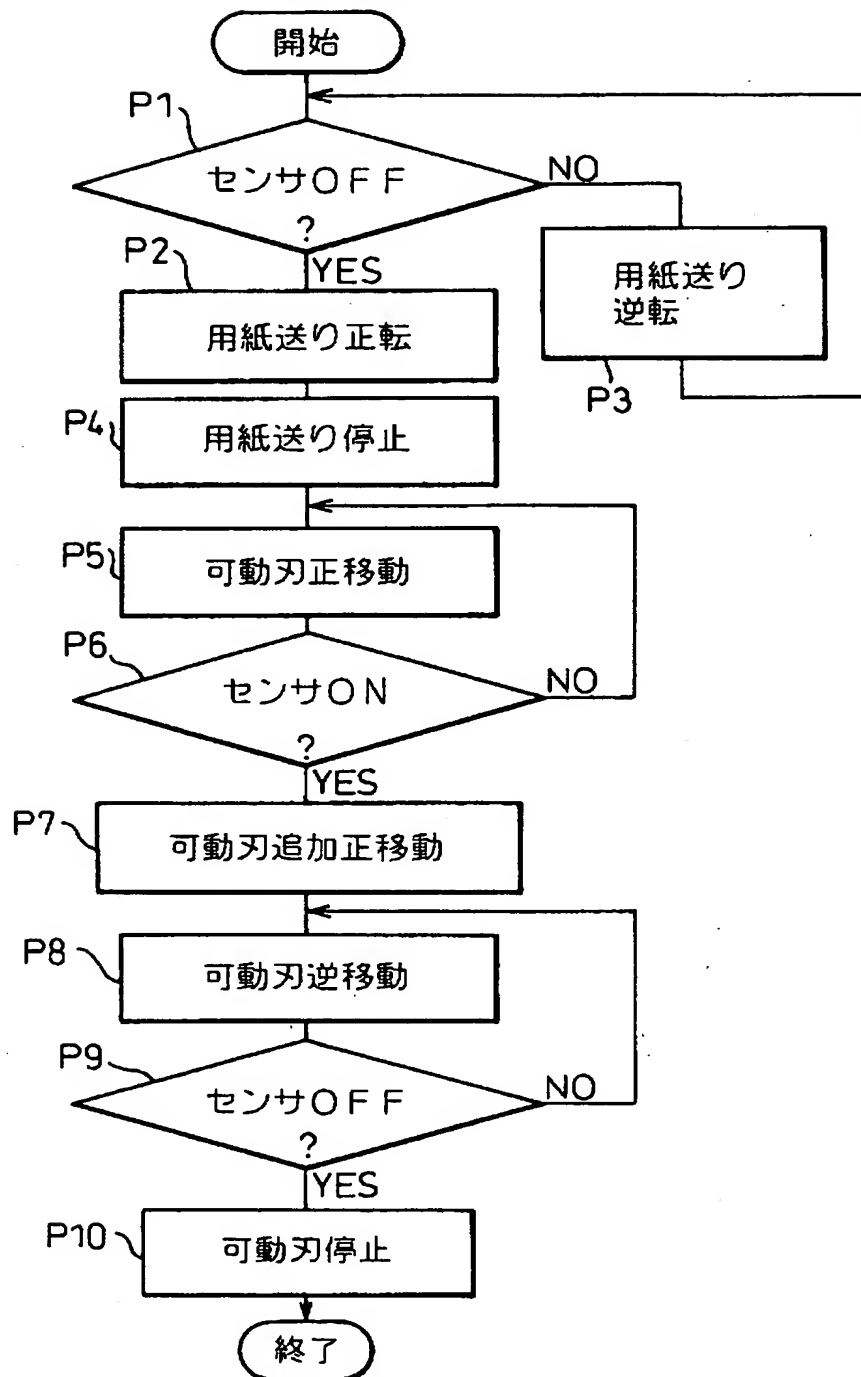 開始
P1
センサOFF
?
NO
YES
P2
用紙送り正転
用紙送り
逆転
P3
P4
用紙送り停止
P5
可動刃正移動
P6
センサON
?
NO
YES
P7
可動刃追加正移動
P8
可動刃逆移動
P9
センサOFF
?
NO
YES
P10
可動刃停止
終了